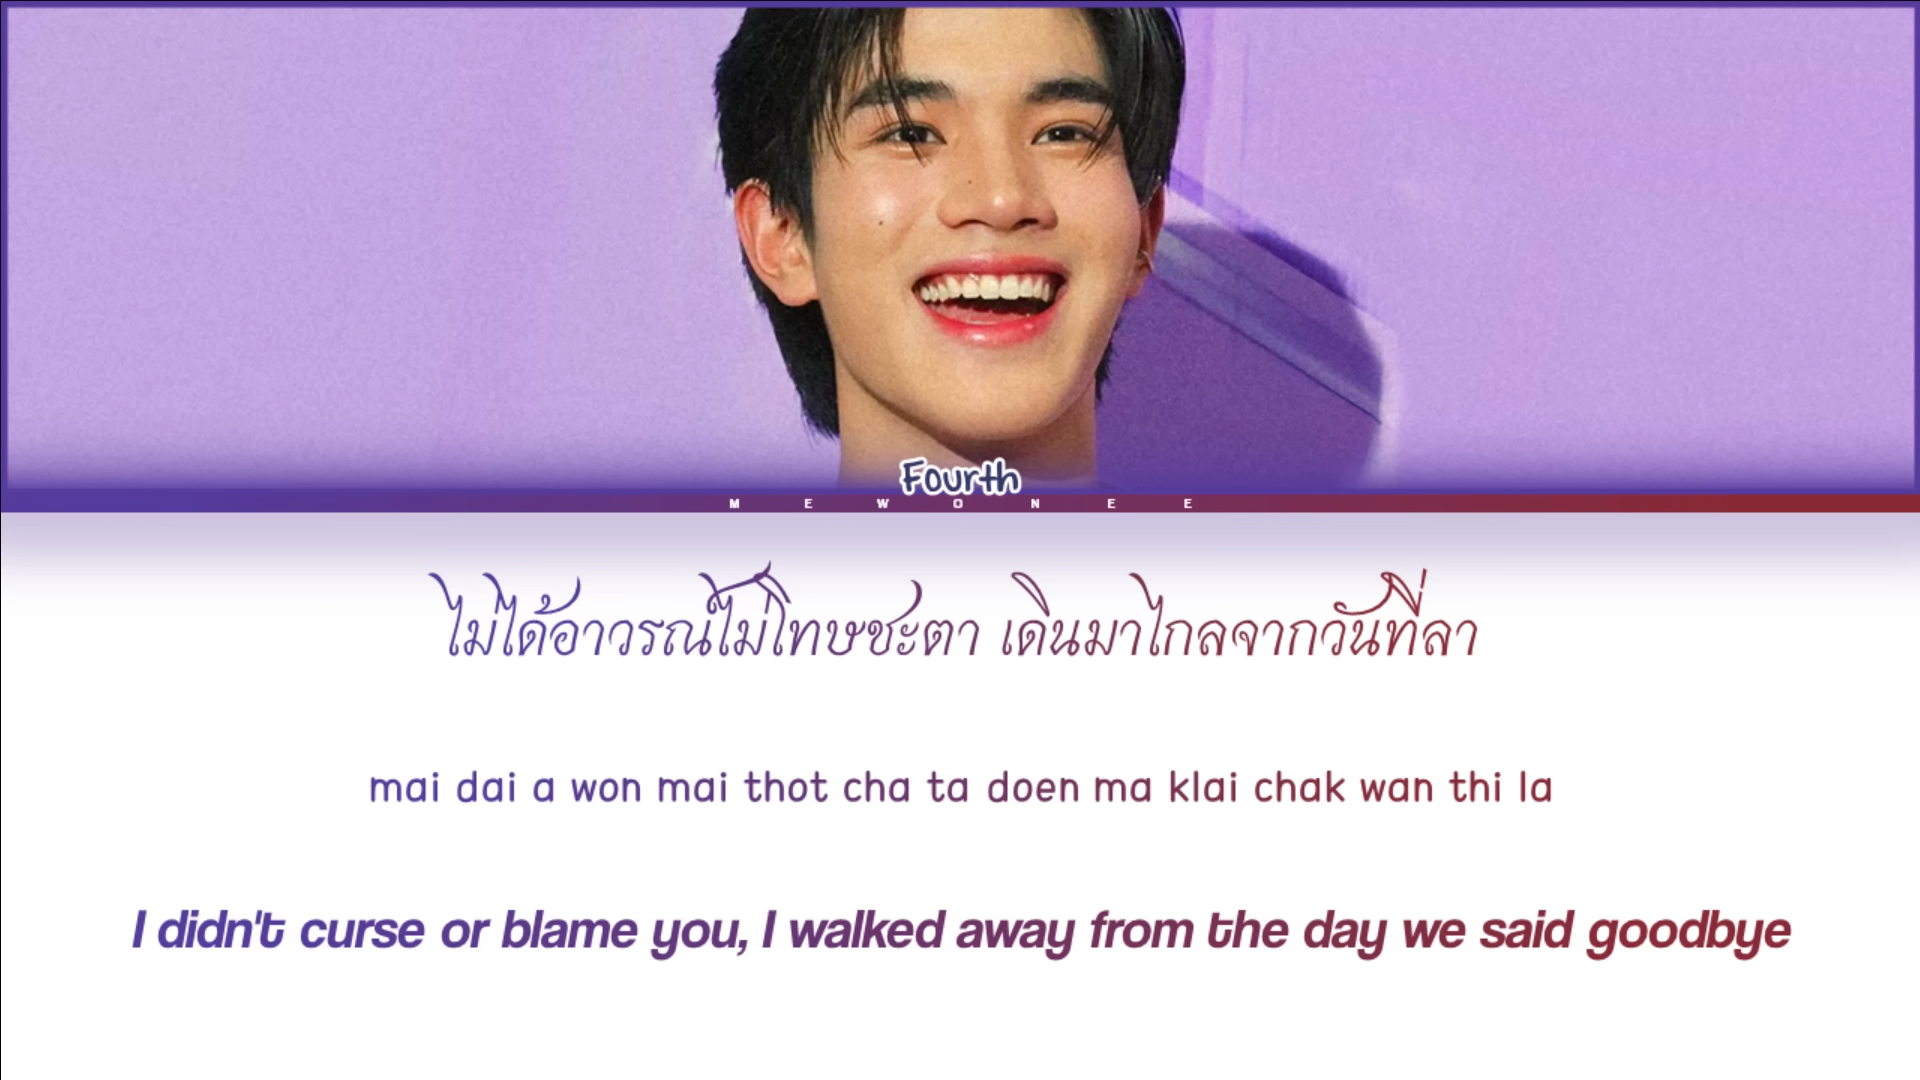 Fourth
MEWONEE
ไม่ได้อาวรณ์ไม่โทษชะตา เดินมาไกลจากวันที่ลา
mai dai a won mai thot cha ta doen ma klai chak wan thi la
I didn't curse or blame you, I walked away from the day we said goodbye